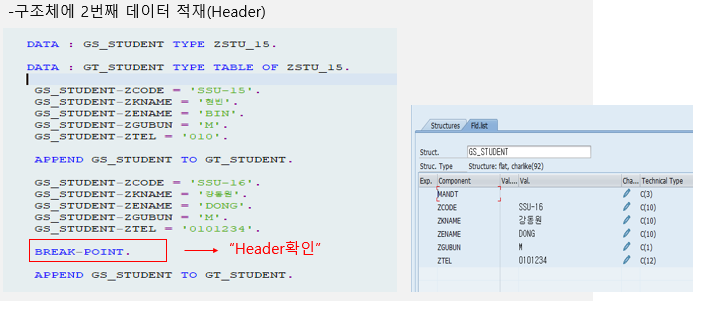 -구조체에 2번째 데이터 적재(Header)
DATA : GS_STUDENT TYPE ZSTU_15.
DATA : GT_STUDENT TYPE TABLE OF ZSTU_15.
GS_STUDENT-ZCODE = 'SSU-15'.
GS_STUDENT-ZKNAME = '현빈'.
GS_STUDENT-ZENAME = 'BIN'.
GS_STUDENT-ZGUBUN = 'M'.
GS_STUDENT-ZTEL = '010'.
APPEND GS_STUDENT TO GT_STUDENT.
GS_STUDENT-ZCODE = 'SSU-16'.
GS_STUDENT-ZKNAME = '강동원'.
GS_STUDENT-ZENAME = 'DONG'.
GS_STUDENT-ZGUBUN = 'M'.
GS_STUDENT-ZTEL = '0101234'.
BREAK-POINT. “Header확인”
APPEND GS_STUDENT TO GT_STUDENT.
Structures Fld.list
Struct. GS_STUDENT
Struc. Type Structure: flat, charlike(92)
Exp. Component Val... Val. Cha... Technical Type
MANDT C(3)
ZCODE SSU-16 C(10)
ZKNAME 강동원 C(10)
ZENAME DONG C(10)
ZGUBUN M C(1)
ZTEL 0101234 C(12)